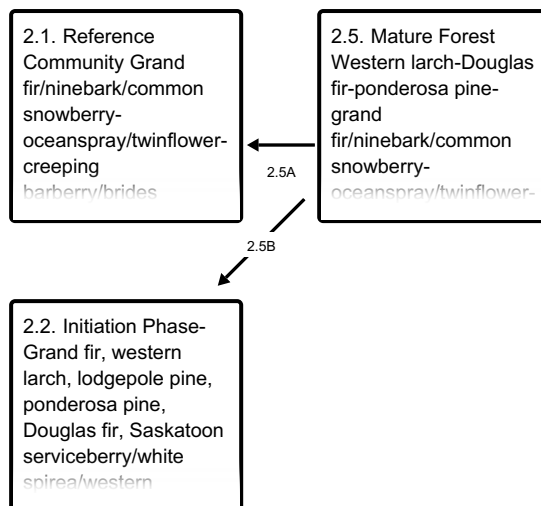 2.1. Reference
Community Grand
fir/ninebark/common
snowberry-
oceanspray/twinflower-
creeping
barberry/brides
2.5. Mature Forest
Western larch-Douglas
fir-ponderosa pine-
grand
fir/ninebark/common
snowberry-
oceanspray/twinflower-
2.5A
2.5B
2.2. Initiation Phase-
Grand fir, western
larch, lodgepole pine,
ponderosa pine,
Douglas fir, Saskatoon
serviceberry/white
spirea/western